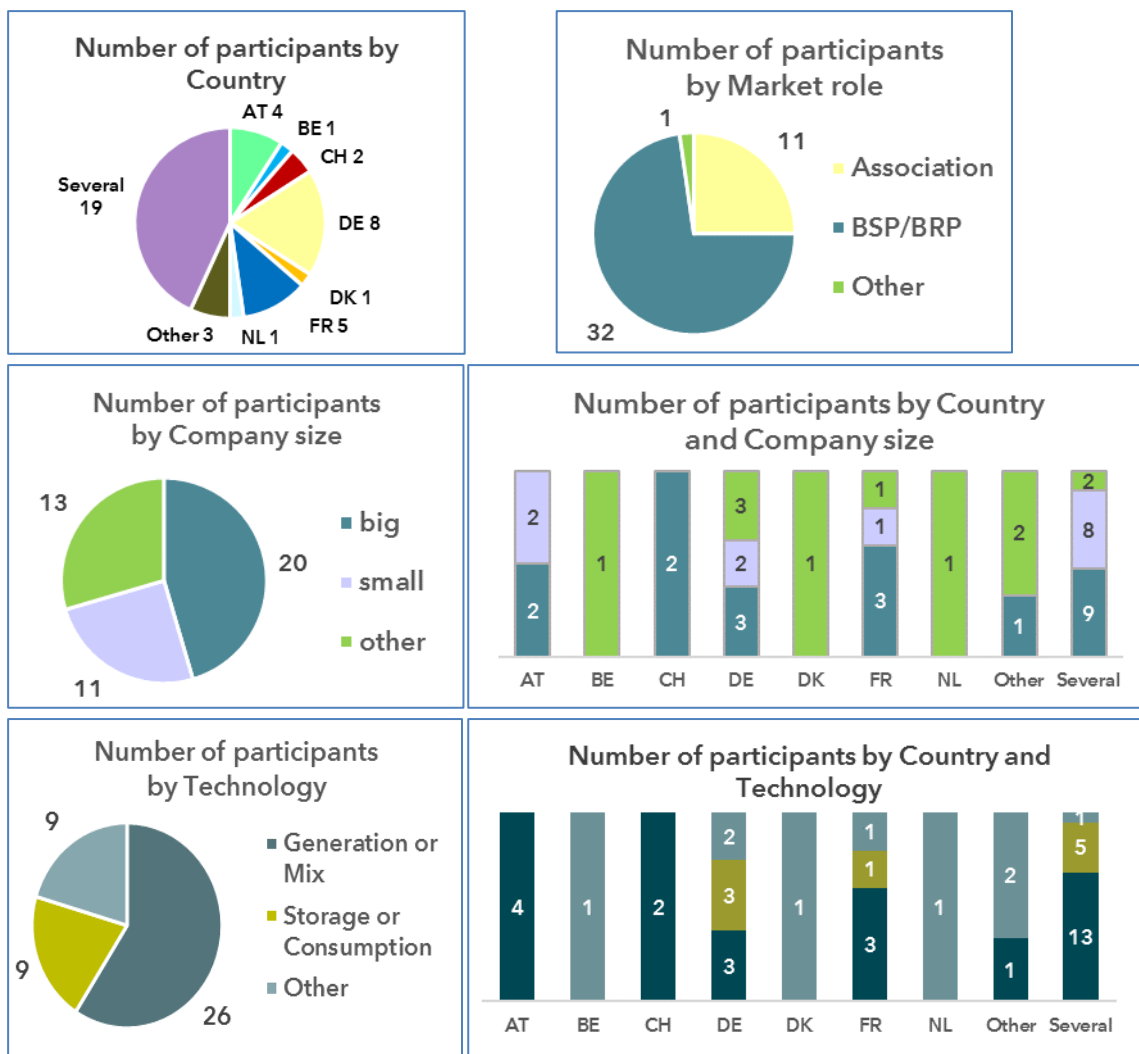 Number of participants by
Country
AT 4
BE 1
CH 2
Several
19
DE 8
DK 1
FR 5
Other 3
NL 1
Number of participants
by Market role
1
11
Association
BSP/BRP
Other
32
Number of participants
by Company size
13
big
20
small
other
11
Number of participants by Country
and Company size
2
1
2
3
1
1
1
2
2
2
1
8
2
3
3
1
9
AT BE CH DE DK FR NL Other Several
Number of participants
by Technology
9
Generation or
Mix
Storage or
Consumption
9
Other
26
Number of participants by Country and
Technology
4
1
2
2
1
1
1
2
1
3
1
5
3
3
1
13
AT BE CH DE DK FR NL Other Several